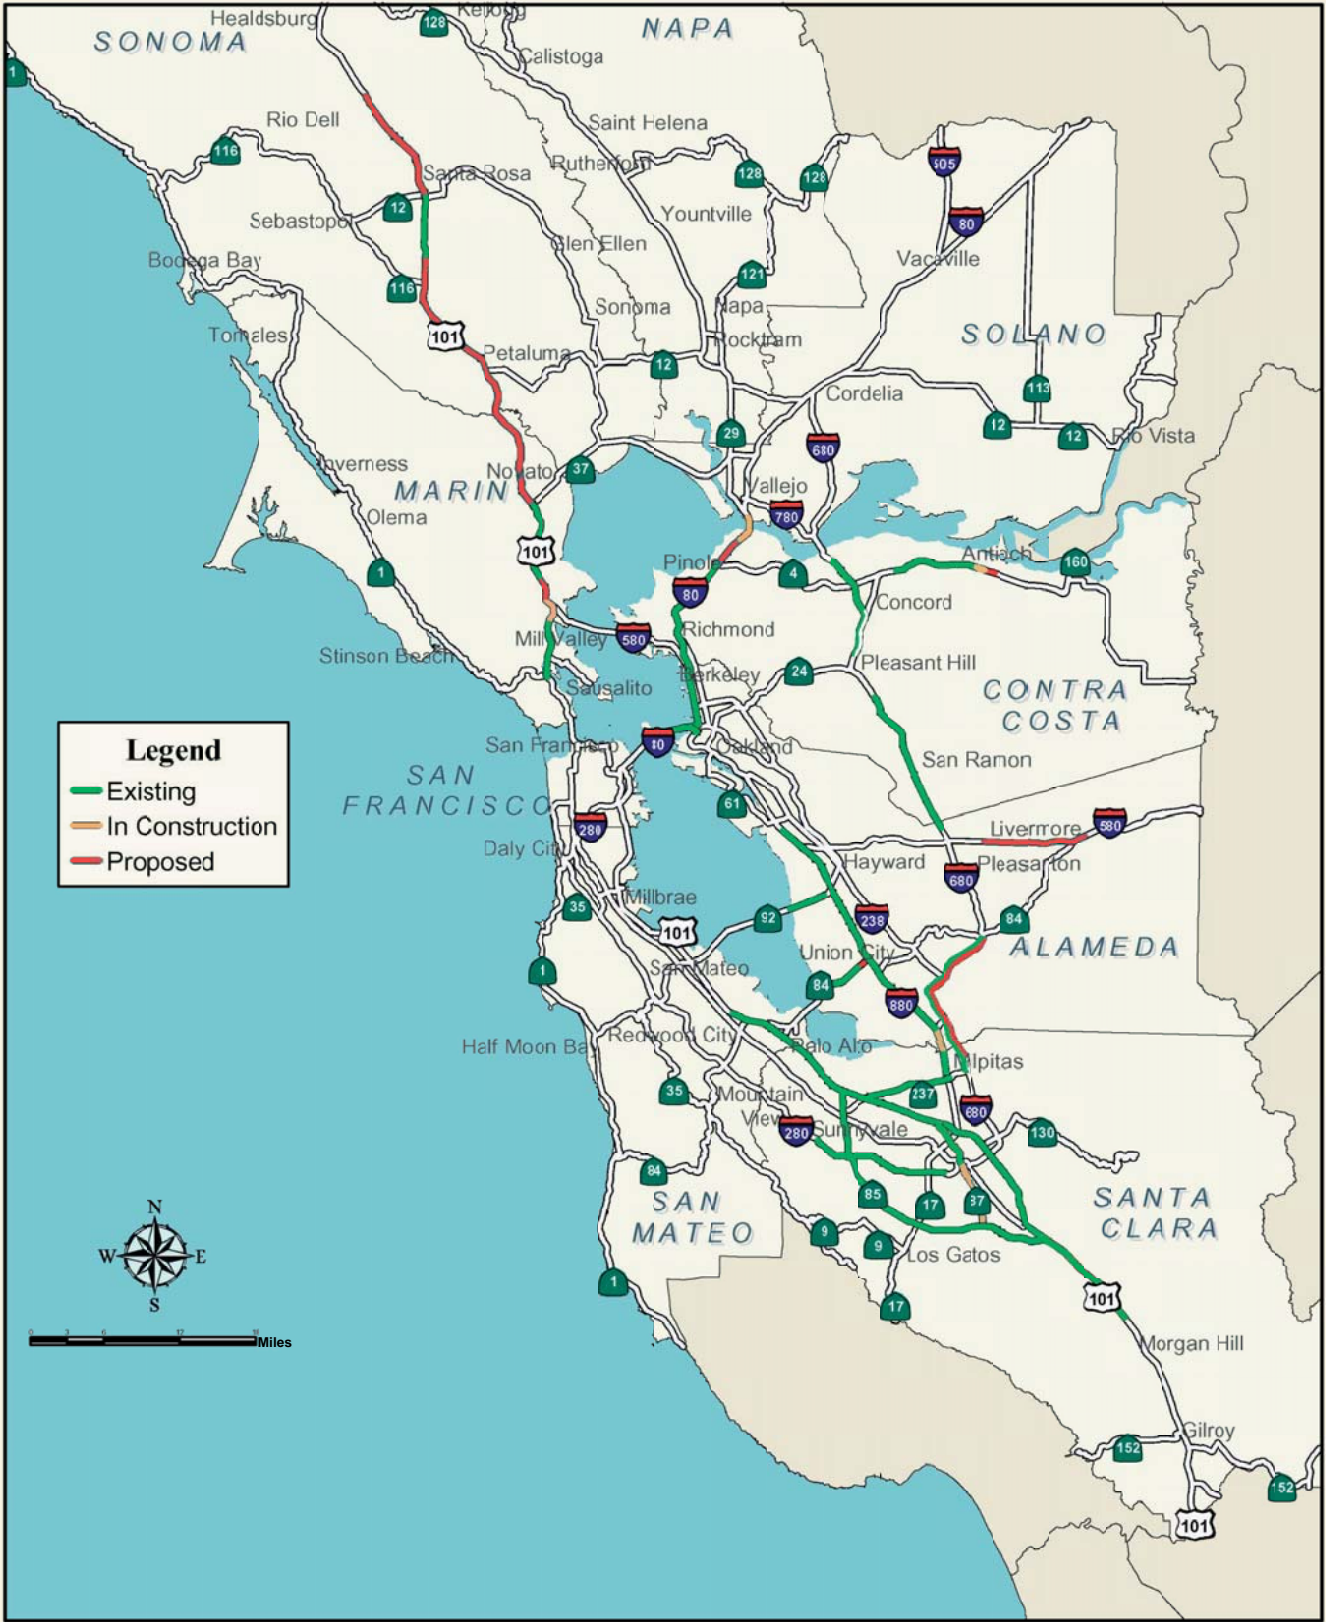 Healdsburg
128
Kellogg
NAPA
SONOMA
Calistoga
1
Rio Dell
Saint Helena
116
Rutherford
128
128
505
Santa Rosa
12
Sebastopol
Yountville
80
Glen Ellen
Vacaville
Bodega Bay
116
121
Sonoma
Napa
Tomales
101
SOLANO
Rocktram
Petaluma
12
Cordelia
113
29
12
12
Rio Vista
680
Inverness
Novato
37
MARIN
Vallejo
Olema
780
101
Antioch
160
Pinole
1
4
80
Concord
Mill Valley
580
Richmond
Stinson Beach
Pleasant Hill
24
Berkeley
Sausalito
CONTRA
COSTA
San Francisco
80
Oakland
Legend
San Ramon
SAN
FRANCISCO
61
Existing
In Construction
Proposed
280
Livermore
580
Daly City
Hayward
Pleasanton
680
Millbrae
35
92
238
84
101
ALAMEDA
Union City
San Mateo
1
84
880
Half Moon Bay
Redwood City
Palo Alto
Milpitas
35
Mountain
View
237
680
280
Sunnyvale
130
84
SAN
MATEO
85
17
87
SANTA
CLARA
N
W
E
S
9
9
Los Gatos
1
17
101
Miles
Morgan Hill
Gilroy
152
152
101